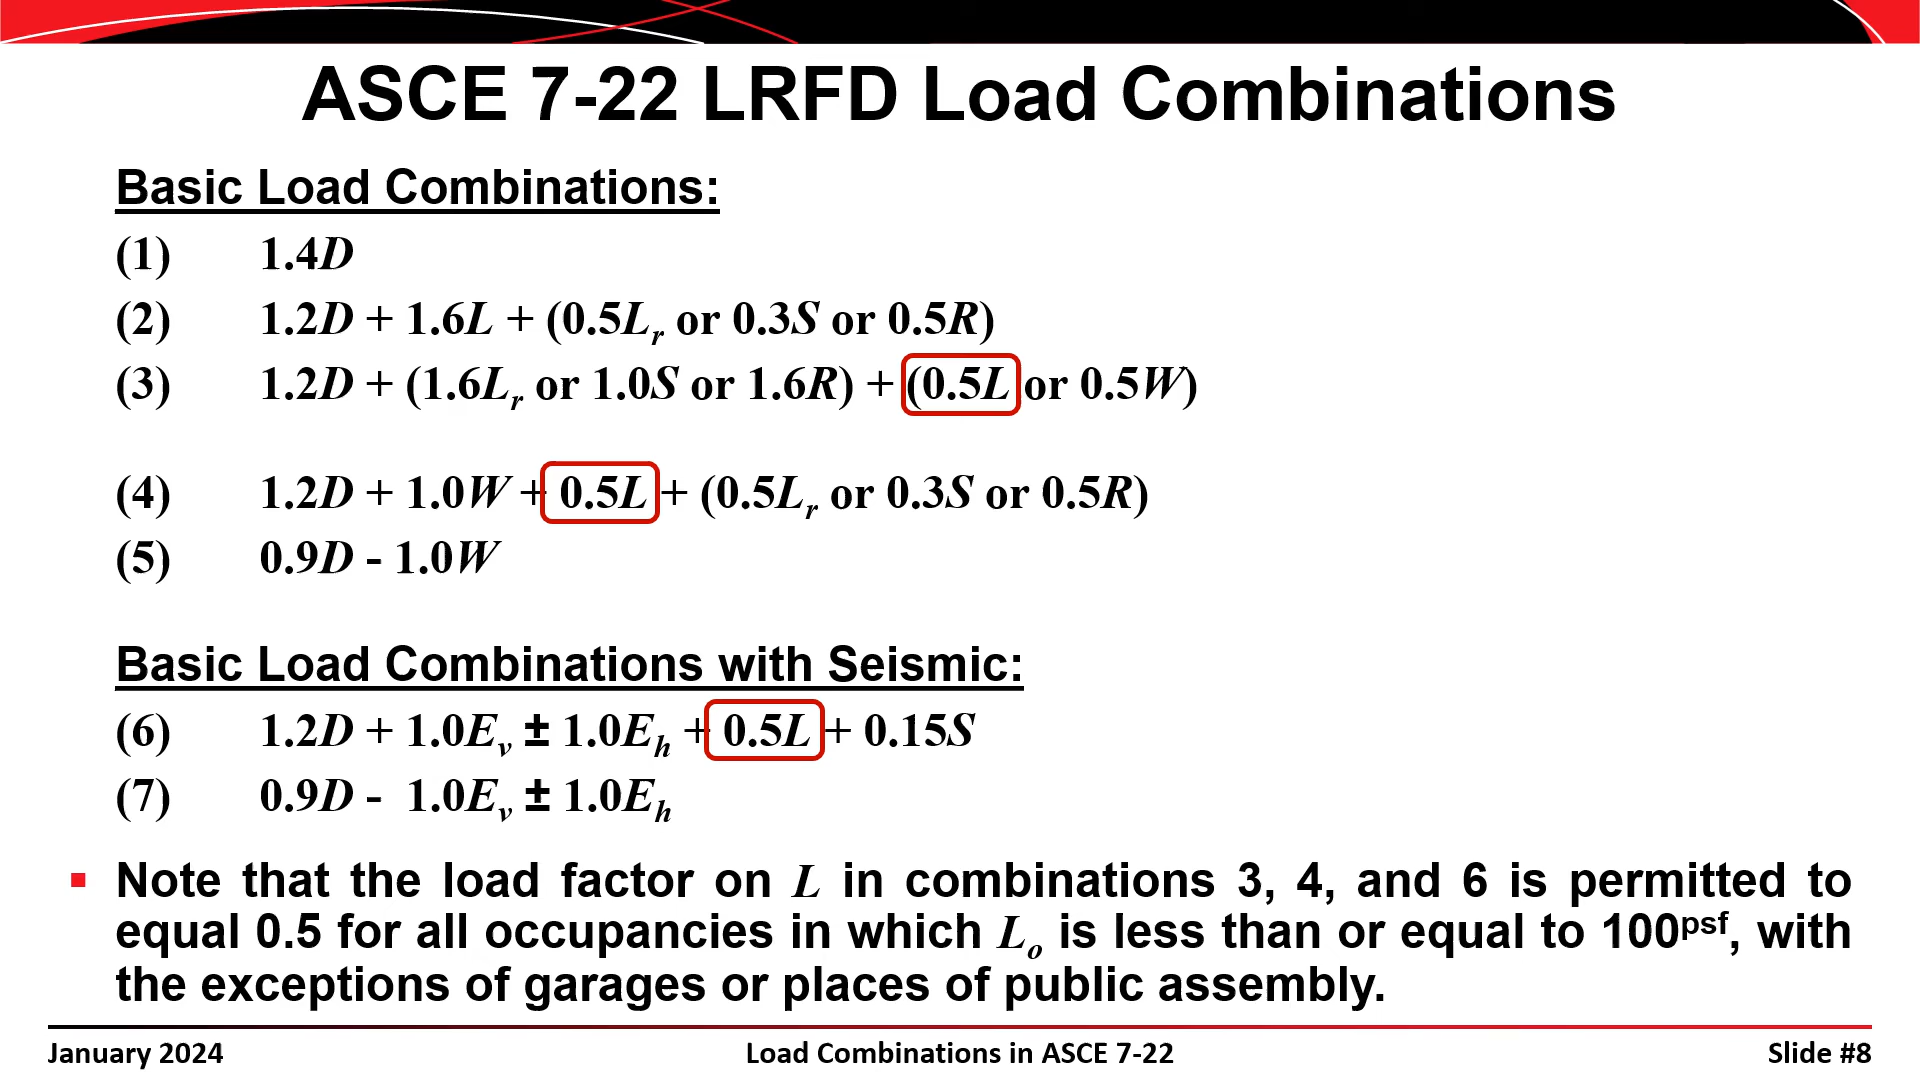 ASCE 7-22 LRFD Load Combinations
Basic Load Combinations:
(1) 1.4D
(2) 1.2D + 1.6L + (0.5Lr or 0.3S or 0.5R)
(3) 1.2D + (1.6Lr or 1.0S or 1.6R) + (0.5L or 0.5W)
(4) 1.2D + 1.0W + 0.5L + (0.5Lr or 0.3S or 0.5R)
(5) 0.9D - 1.0W
Basic Load Combinations with Seismic:
(6) 1.2D + 1.0Ev ± 1.0Eh + 0.5L + 0.15S
(7) 0.9D - 1.0Ev ± 1.0Eh
▪ Note that the load factor on L in combinations 3, 4, and 6 is permitted to
equal 0.5 for all occupancies in which Lo is less than or equal to 100psf, with
the exceptions of garages or places of public assembly.
January 2024 Load Combinations in ASCE 7-22 Slide #8